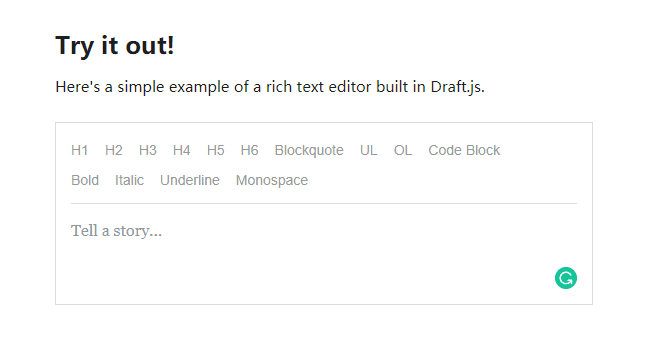 Try it out!
Here's a simple example of a rich text editor built in Draft.js.
H1 H2 H3 H4 H5 H6 Blockquote UL OL Code Block
Bold Italic Underline Monospace
Tell a story...